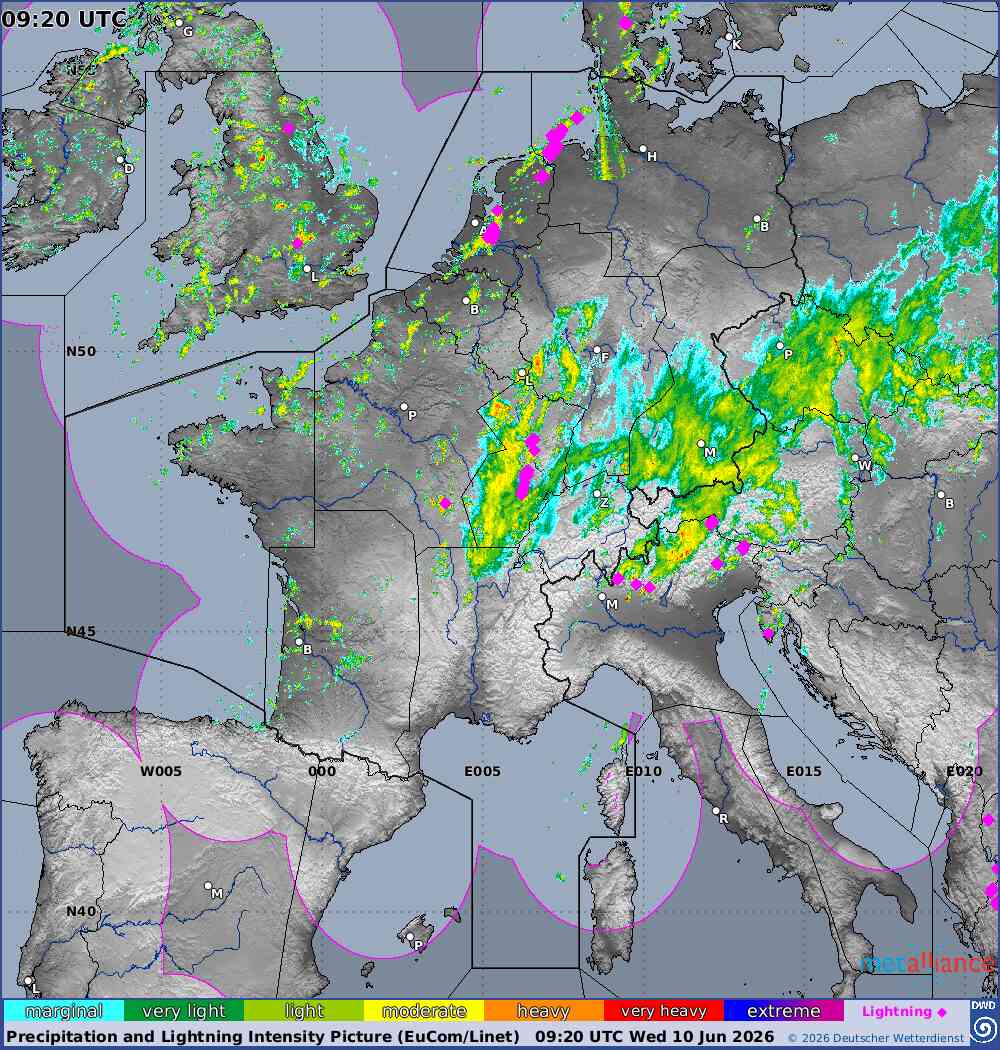 09:20 UTC
G
K
N55
D
H
A
B
L
B
N50
P
F
L
P
M
W
Z
B
M
N45
B
W005
000
E005
E010
E015
E020
R
M
N40
P
L
metalliance
marginal very light light moderate heavy very heavy extreme Lightning
DWD
Precipitation and Lightning Intensity Picture (EuCom/Linet) 09:20 UTC Wed 10 Jun 2026 © 2026 Deutscher Wetterdienst